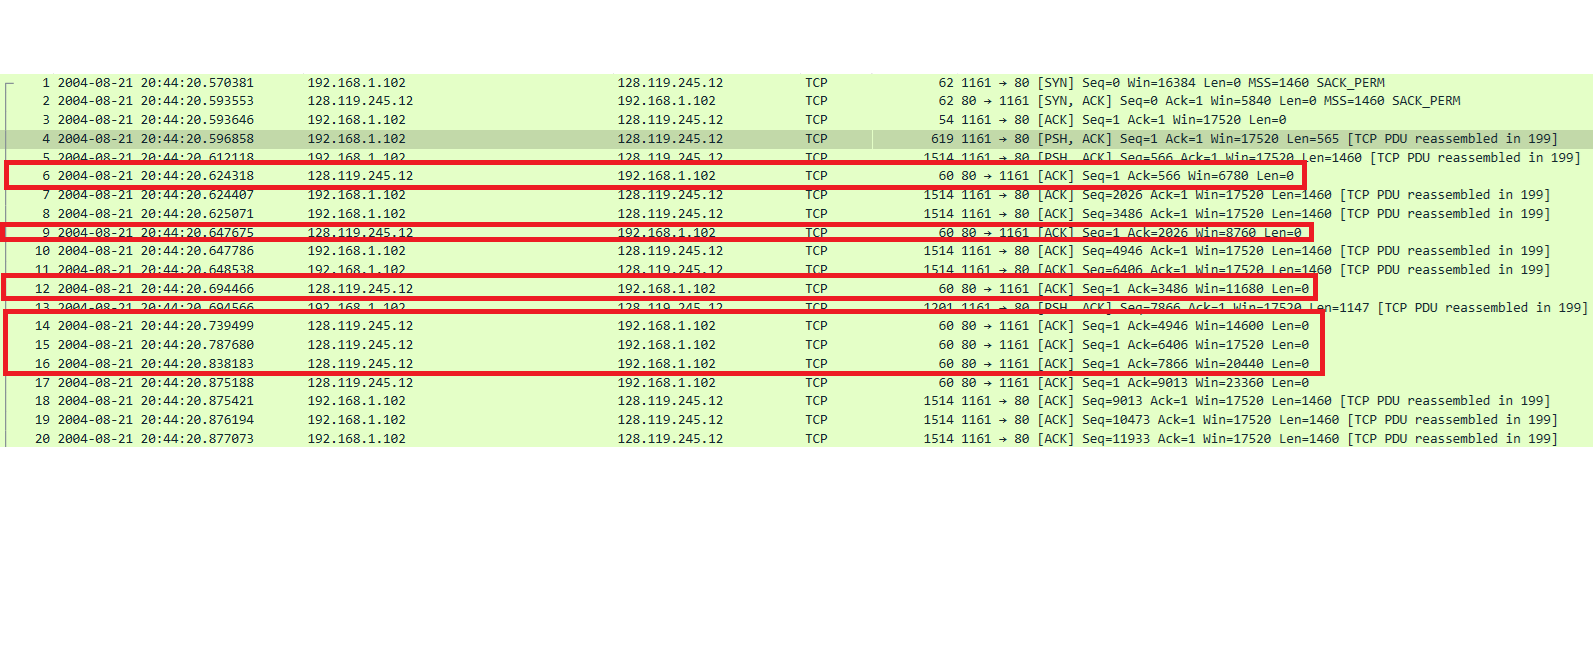 1 2004-08-21 20:44:20.570381 192.168.1.102 128.119.245.12 TCP 62 1161 → 80 [SYN] Seq=0 Win=16384 Len=0 MSS=1460 SACK_PERM
2 2004-08-21 20:44:20.593553 128.119.245.12 192.168.1.102 TCP 62 80 → 1161 [SYN, ACK] Seq=0 Ack=1 Win=5840 Len=0 MSS=1460 SACK_PERM
3 2004-08-21 20:44:20.593646 192.168.1.102 128.119.245.12 TCP 54 1161 → 80 [ACK] Seq=1 Ack=1 Win=17520 Len=0
4 2004-08-21 20:44:20.596858 192.168.1.102 128.119.245.12 TCP 619 1161 → 80 [PSH, ACK] Seq=1 Ack=1 Win=17520 Len=565 [TCP PDU reassembled in 199]
5 2004-08-21 20:44:20.612118 192.168.1.102 128.119.245.12 TCP 1514 1161 → 80 [PSH, ACK] Seq=566 Ack=1 Win=17520 Len=1460 [TCP PDU reassembled in 199]
6 2004-08-21 20:44:20.624318 128.119.245.12 192.168.1.102 TCP 60 80 → 1161 [ACK] Seq=1 Ack=566 Win=6780 Len=0
7 2004-08-21 20:44:20.624407 192.168.1.102 128.119.245.12 TCP 1514 1161 → 80 [ACK] Seq=2026 Ack=1 Win=17520 Len=1460 [TCP PDU reassembled in 199]
8 2004-08-21 20:44:20.625071 192.168.1.102 128.119.245.12 TCP 1514 1161 → 80 [ACK] Seq=3486 Ack=1 Win=17520 Len=1460 [TCP PDU reassembled in 199]
9 2004-08-21 20:44:20.647675 128.119.245.12 192.168.1.102 TCP 60 80 → 1161 [ACK] Seq=1 Ack=2026 Win=8760 Len=0
10 2004-08-21 20:44:20.647786 192.168.1.102 128.119.245.12 TCP 1514 1161 → 80 [ACK] Seq=4946 Ack=1 Win=17520 Len=1460 [TCP PDU reassembled in 199]
11 2004-08-21 20:44:20.648538 192.168.1.102 128.119.245.12 TCP 1514 1161 → 80 [ACK] Seq=6406 Ack=1 Win=17520 Len=1460 [TCP PDU reassembled in 199]
12 2004-08-21 20:44:20.694466 128.119.245.12 192.168.1.102 TCP 60 80 → 1161 [ACK] Seq=1 Ack=3486 Win=11680 Len=0
13 2004-08-21 20:44:20.694566 192.168.1.102 128.119.245.12 TCP 1201 1161 → 80 [PSH, ACK] Seq=7866 Ack=1 Win=17520 Len=1147 [TCP PDU reassembled in 199]
14 2004-08-21 20:44:20.739499 128.119.245.12 192.168.1.102 TCP 60 80 → 1161 [ACK] Seq=1 Ack=4946 Win=14600 Len=0
15 2004-08-21 20:44:20.787680 128.119.245.12 192.168.1.102 TCP 60 80 → 1161 [ACK] Seq=1 Ack=6406 Win=17520 Len=0
16 2004-08-21 20:44:20.838183 128.119.245.12 192.168.1.102 TCP 60 80 → 1161 [ACK] Seq=1 Ack=7866 Win=20440 Len=0
17 2004-08-21 20:44:20.875188 128.119.245.12 192.168.1.102 TCP 60 80 → 1161 [ACK] Seq=1 Ack=9013 Win=23360 Len=0
18 2004-08-21 20:44:20.875421 192.168.1.102 128.119.245.12 TCP 1514 1161 → 80 [ACK] Seq=9013 Ack=1 Win=17520 Len=1460 [TCP PDU reassembled in 199]
19 2004-08-21 20:44:20.876194 192.168.1.102 128.119.245.12 TCP 1514 1161 → 80 [ACK] Seq=10473 Ack=1 Win=17520 Len=1460 [TCP PDU reassembled in 199]
20 2004-08-21 20:44:20.877073 192.168.1.102 128.119.245.12 TCP 1514 1161 → 80 [ACK] Seq=11933 Ack=1 Win=17520 Len=1460 [TCP PDU reassembled in 199]